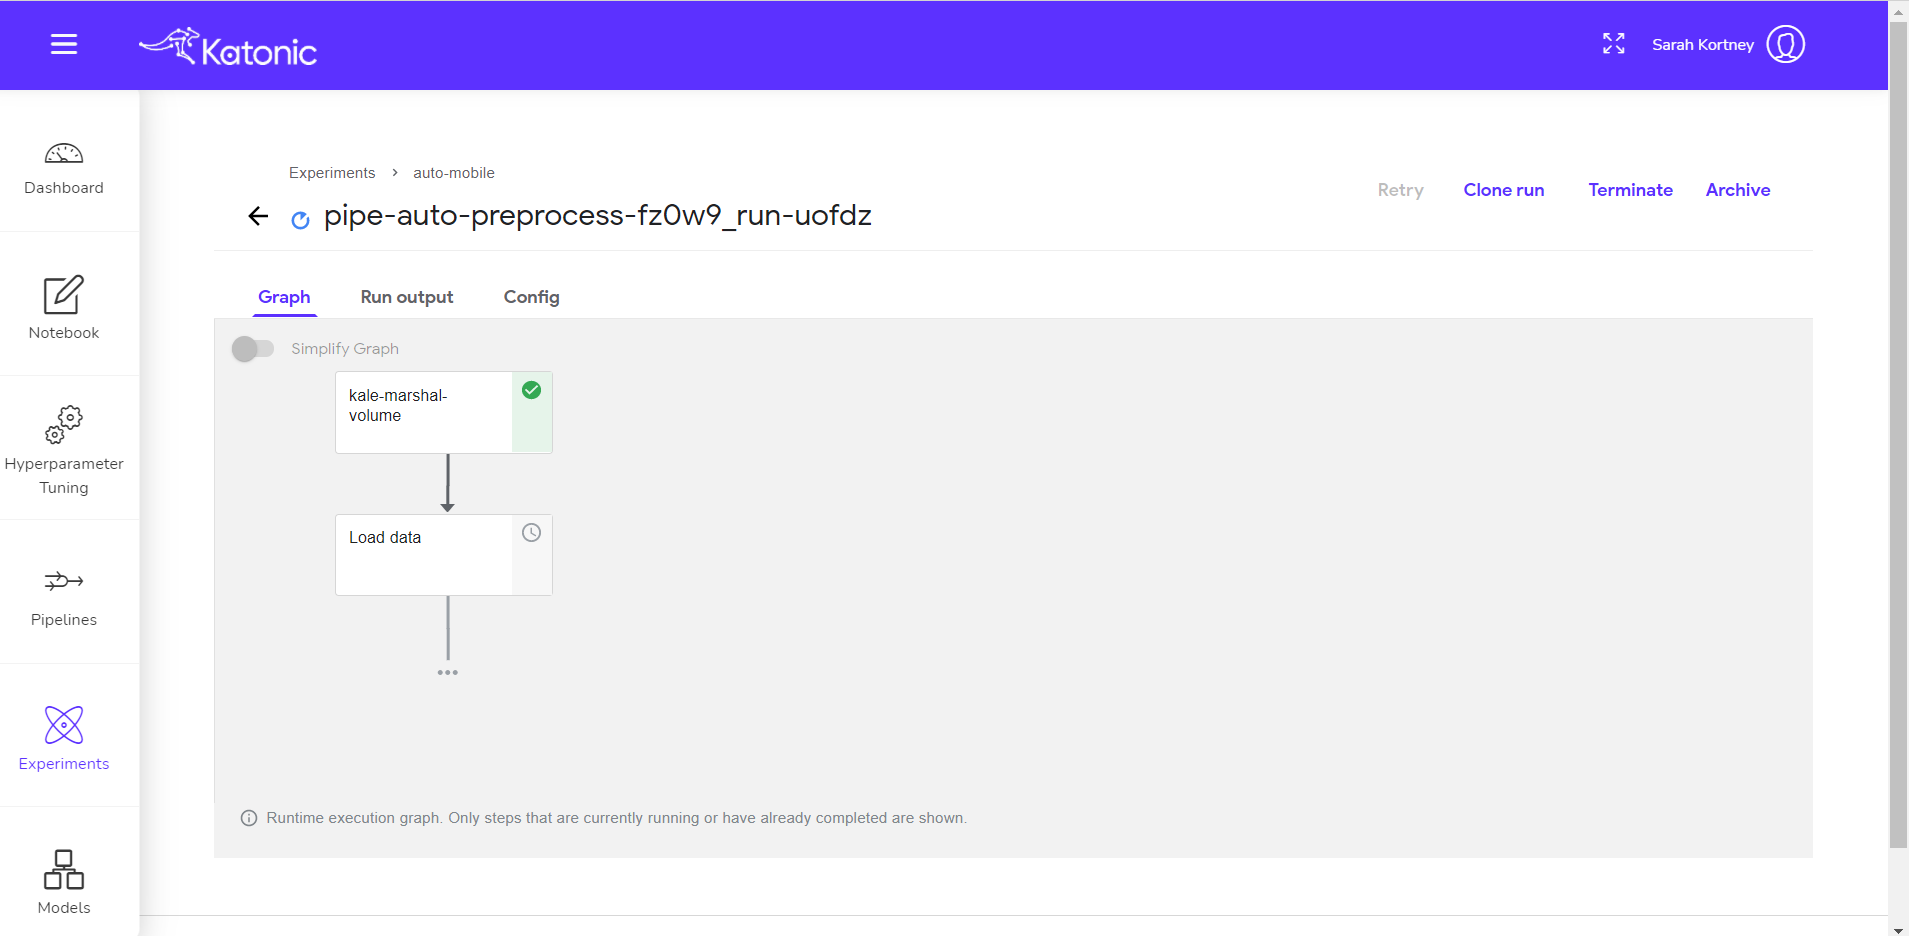 Katonic
Sarah Kortney
Dashboard
Notebook
Hyperparameter
Tuning
Pipelines
Experiments
Models
Experiments > auto-mobile
pipe-auto-preprocess-fz0w9_run-uofdz
Retry Clone run Terminate Archive
Graph Run output Config
Simplify Graph
kale-marshal-
volume
Load data
Runtime execution graph. Only steps that are currently running or have already completed are shown.